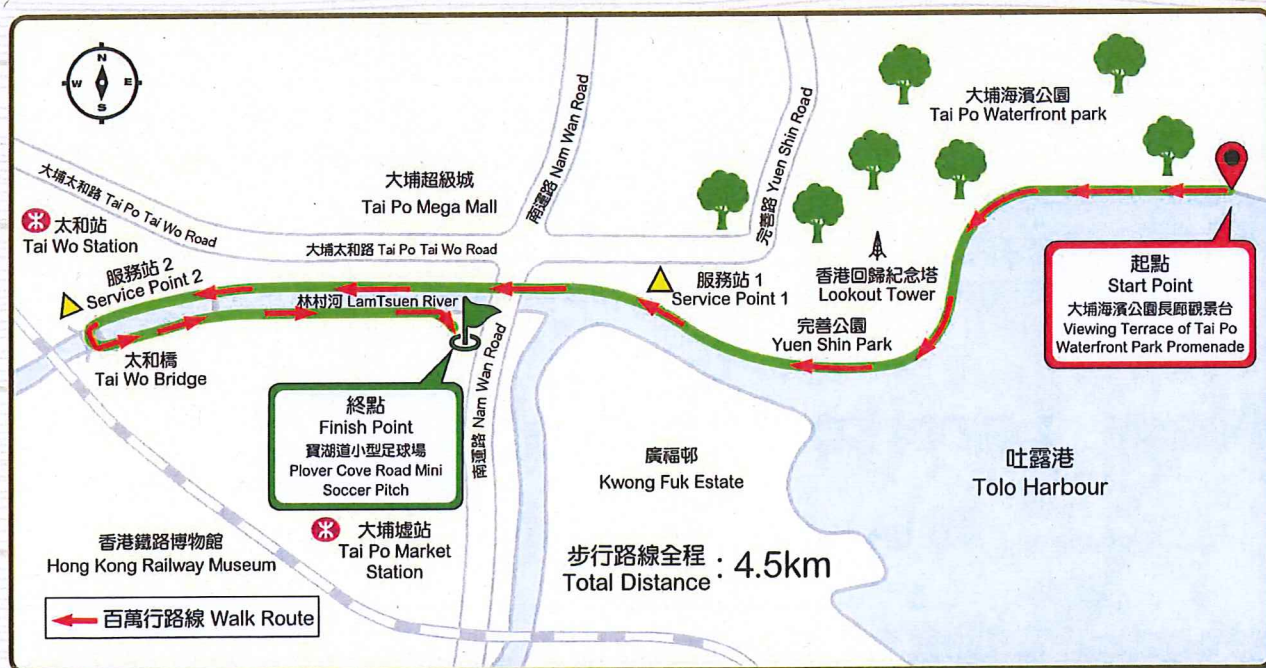 N
W
E
S
大埔海濱公園
Tai Po Waterfront park
南運路 Nam Wan Road
完善路 Yuen Shin Road
大埔太和路 Tai Po Tai Wo Road
大埔超級城
Tai Po Mega Mall
太和站
Tai Wo Station
大埔太和路 Tai Po Tai Wo Road
服務站 2
Service Point 2
服務站 1
Service Point 1
香港回歸紀念塔
Lookout Tower
起點
Start Point
大埔海濱公園長廊觀景台
Viewing Terrace of Tai Po
Waterfront Park Promenade
林村河 LamTsuen River
完善公園
Yuen Shin Park
太和橋
Tai Wo Bridge
終點
Finish Point
寶湖道小型足球場
Plover Cove Road Mini
Soccer Pitch
南運路 Nam Wan Road
廣福邨
Kwong Fuk Estate
吐露港
Tolo Harbour
香港鐵路博物館
Hong Kong Railway Museum
大埔墟站
Tai Po Market
Station
步行路線全程
Total Distance : 4.5km
百萬行路線 Walk Route